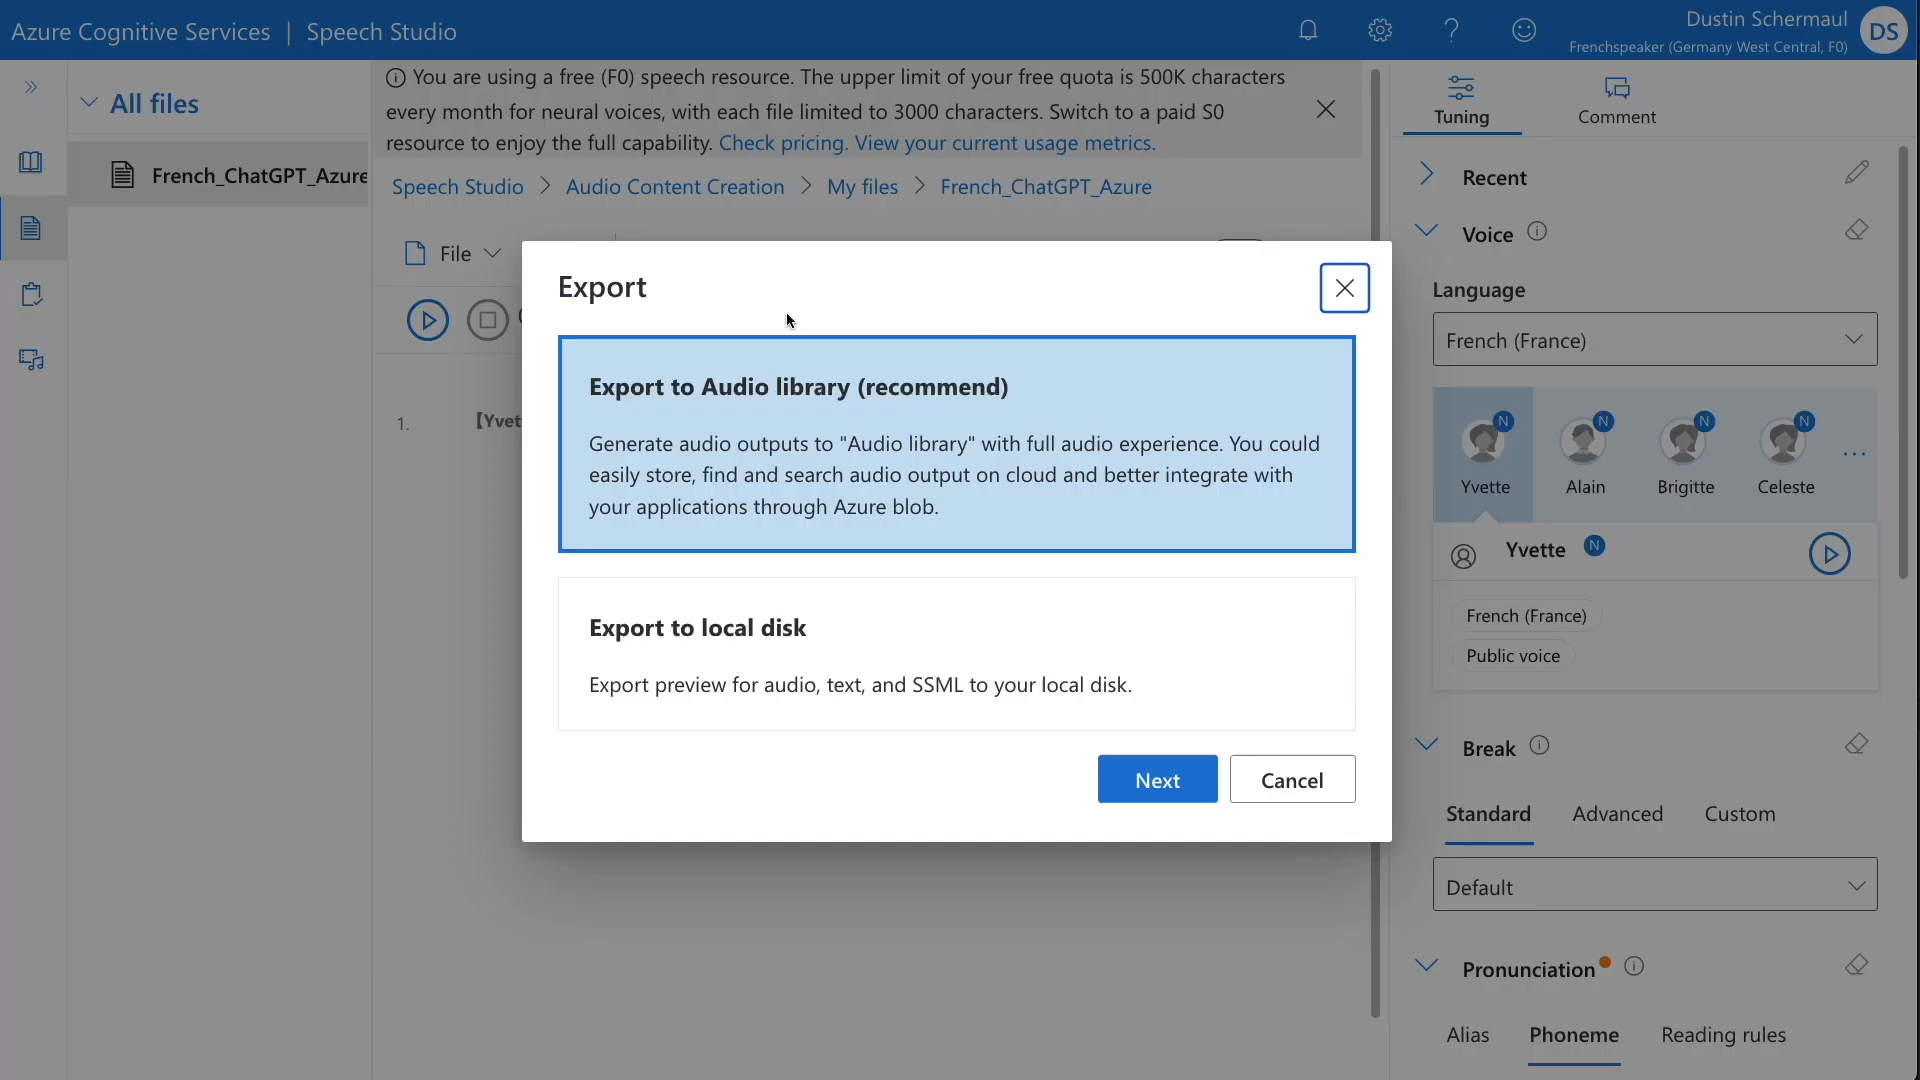 Azure Cognitive Services | Speech Studio
Dustin Schermaul
Frenchspeaker (Germany West Central, F0)
DS
All files
French_ChatGPT_Azure
You are using a free (F0) speech resource. The upper limit of your free quota is 500K characters
every month for neural voices, with each file limited to 3000 characters. Switch to a paid S0
resource to enjoy the full capability. Check pricing. View your current usage metrics.
Speech Studio > Audio Content Creation > My files > French_ChatGPT_Azure
File
1.
【Yvet
Export
Export to Audio library (recommend)
Generate audio outputs to "Audio library" with full audio experience. You could
easily store, find and search audio output on cloud and better integrate with
your applications through Azure blob.
Export to local disk
Export preview for audio, text, and SSML to your local disk.
Next
Cancel
Tuning
Comment
Recent
Voice
Language
French (France)
N N N N
Yvette Alain Brigitte Celeste ...
Yvette N
French (France)
Public voice
Break
Standard Advanced Custom
Default
Pronunciation
Alias Phoneme Reading rules